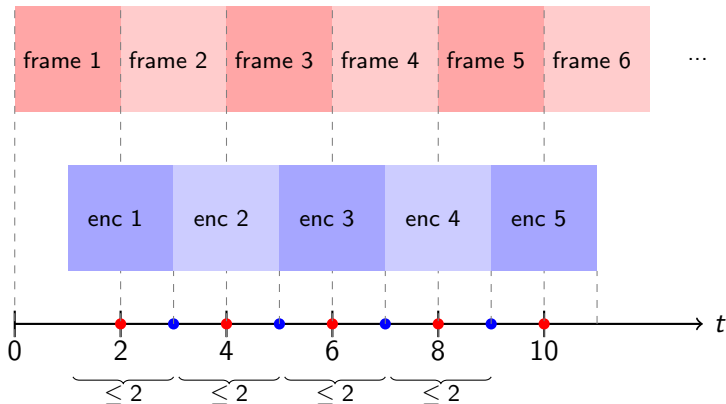 frame 1 frame 2 frame 3 frame 4 frame 5 frame 6 ...
enc 1 enc 2 enc 3 enc 4 enc 5
t
0 2 4 6 8 10
≤ 2 ≤ 2 ≤ 2 ≤ 2